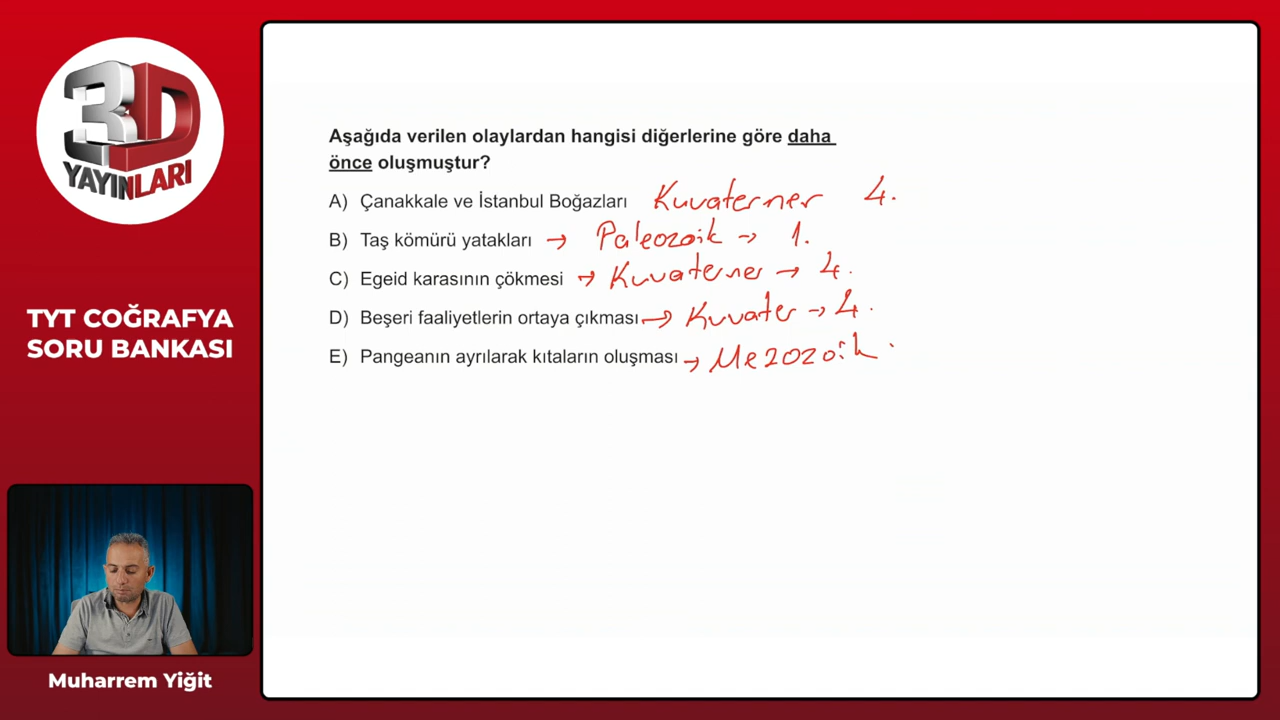 3D
YAYINLARI
TYT COĞRAFYA
SORU BANKASI
Muharrem Yiğit
Aşağıda verilen olaylardan hangisi diğerlerine göre daha
önce oluşmuştur?
A) Çanakkale ve İstanbul Boğazları Kuvaterner 4.
B) Taş kömürü yatakları → Paleozoik → 1.
C) Egeid karasının çökmesi → Kuvaterner → 4.
D) Beşeri faaliyetlerin ortaya çıkması → Kuvater → 4.
E) Pangeanın ayrılarak kıtaların oluşması → Mezozoik.